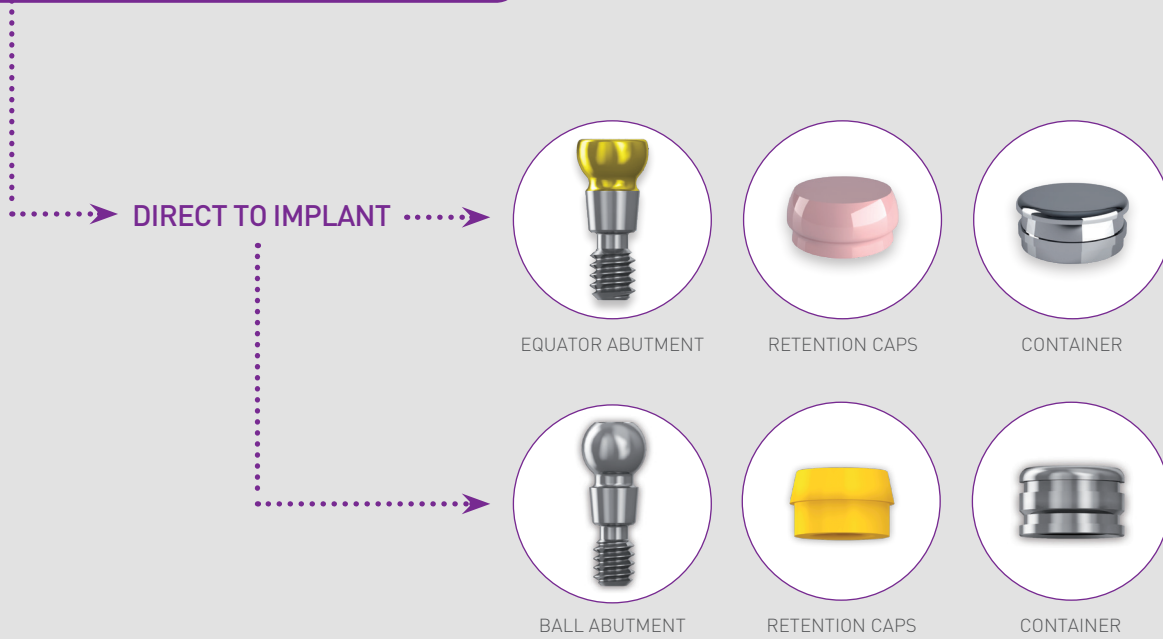 DIRECT TO IMPLANT
EQUATOR ABUTMENT
RETENTION CAPS
CONTAINER
BALL ABUTMENT
RETENTION CAPS
CONTAINER